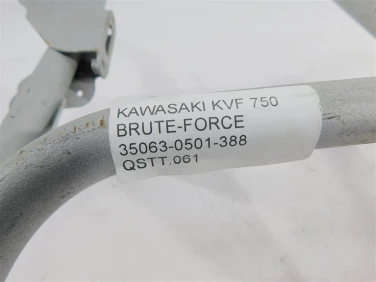 KAWASAKI KVF 750
BRUTE-FORCE
35063-0501-388
QSTT.061